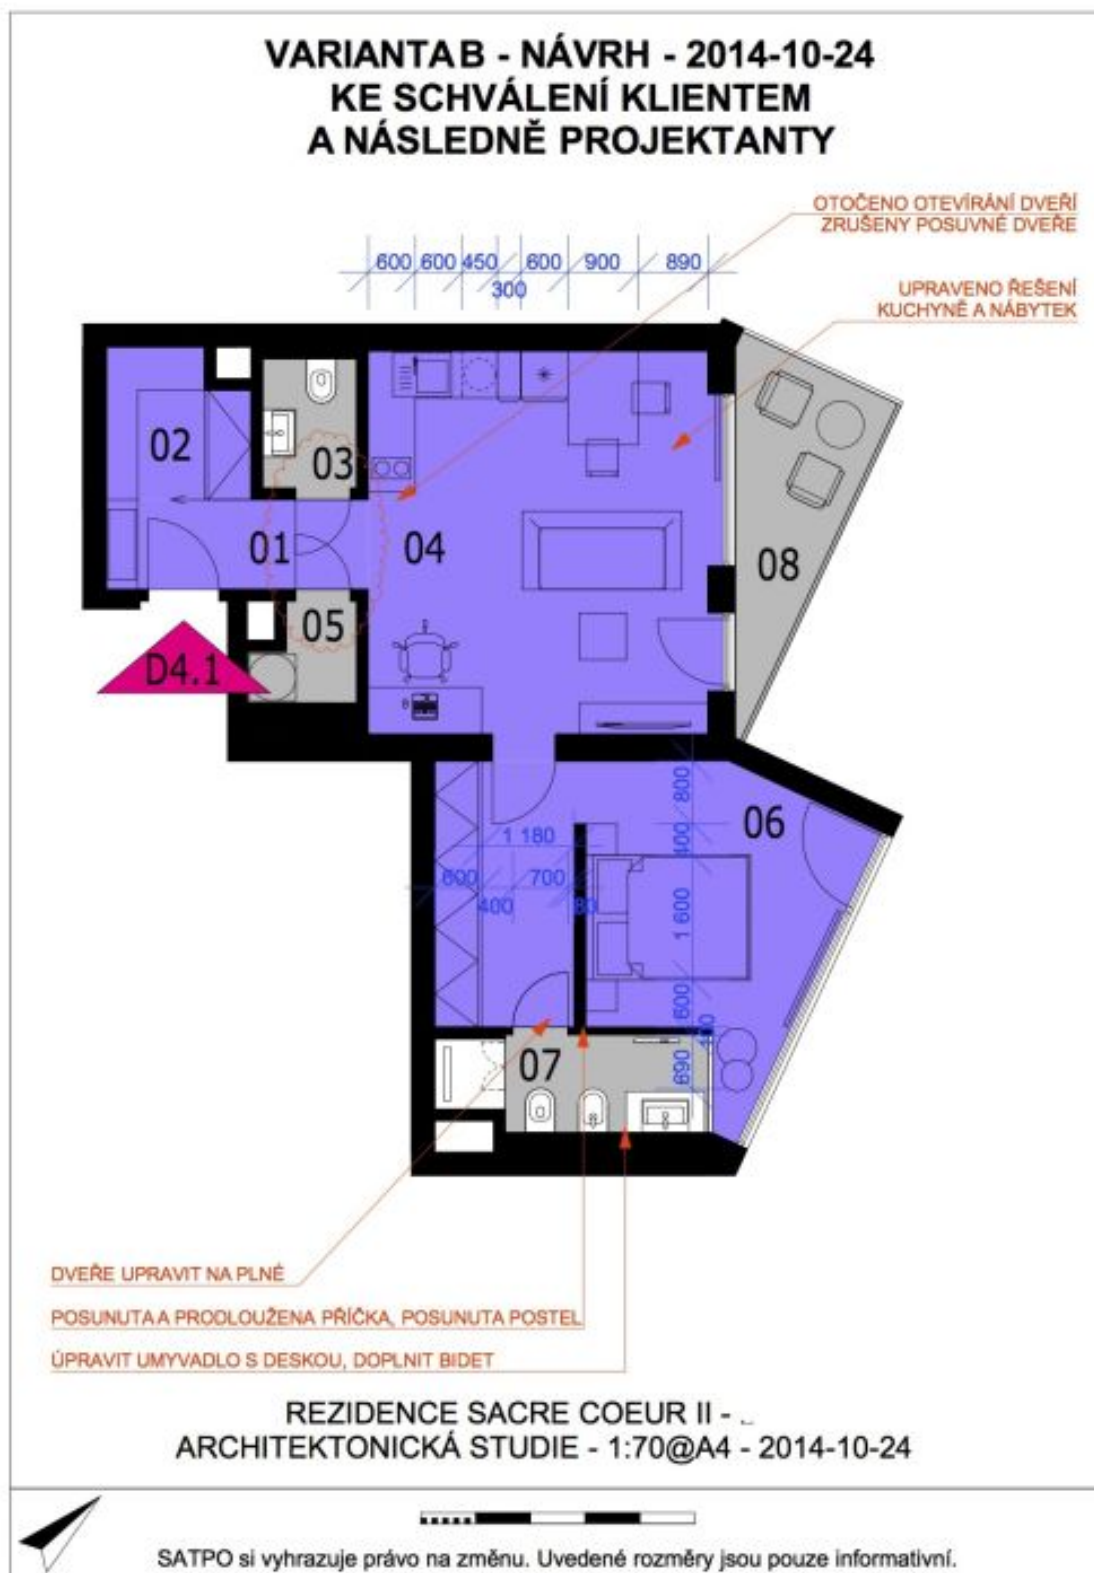 VARIANTA B - NÁVRH - 2014-10-24
KE SCHVÁLENÍ KLIENTEM
A NÁSLEDNĚ PROJEKTANTY
OTOČENO OTEVÍRÁNÍ DVEŘÍ
ZRUŠENY POSUVNÉ DVEŘE
600 600 450 600 900 890
300
UPRAVENO ŘEŠENÍ
KUCHYNĚ A NÁBYTEK
02
03
01
04
08
05
D4.1
800
06
1 180
400
600
700
400
80
1 600
600
400
07
690
DVEŘE UPRAVIT NA PLNÉ
POSUNUTA A PRODLOUŽENA PŘÍČKA, POSUNUTA POSTEL
ÚPRAVIT UMYVADLO S DESKOU, DOPLNIT BIDET
REZIDENCE SACRE COEUR II -
ARCHITEKTONICKÁ STUDIE - 1:70@A4 - 2014-10-24
SATPO si vyhrazuje právo na změnu. Uvedené rozměry jsou pouze informativní.